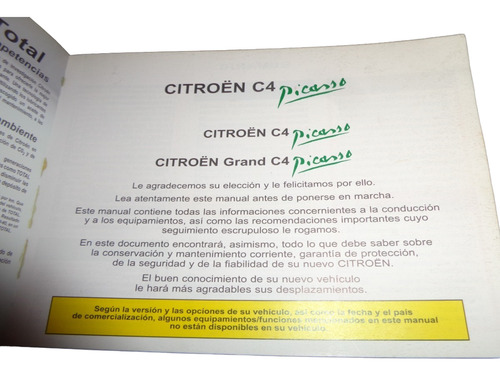 Total
CITROËN C4 Picasso
CITROËN C4 Picasso
CITROËN Grand C4 Picasso
Le agradecemos su elección y le felicitamos por ello.
Lea atentamente este manual antes de ponerse en marcha.
Este manual contiene todas las informaciones concernientes a la conducción
y a los equipamientos, así como las recomendaciones importantes cuyo
seguimiento escrupuloso le rogamos.
En este documento encontrará, asimismo, todo lo que debe saber sobre
la conservación y mantenimiento corriente, garantía de protección,
de la seguridad y de la fiabilidad de su nuevo CITROËN.
El buen conocimiento de su nuevo vehículo
le hará más agradables sus desplazamientos.
Según la versión y las opciones de su vehículo, así como la fecha y el país
de comercialización, algunos equipamientos/funciones mencionados en este manual
no están disponibles en su vehículo.